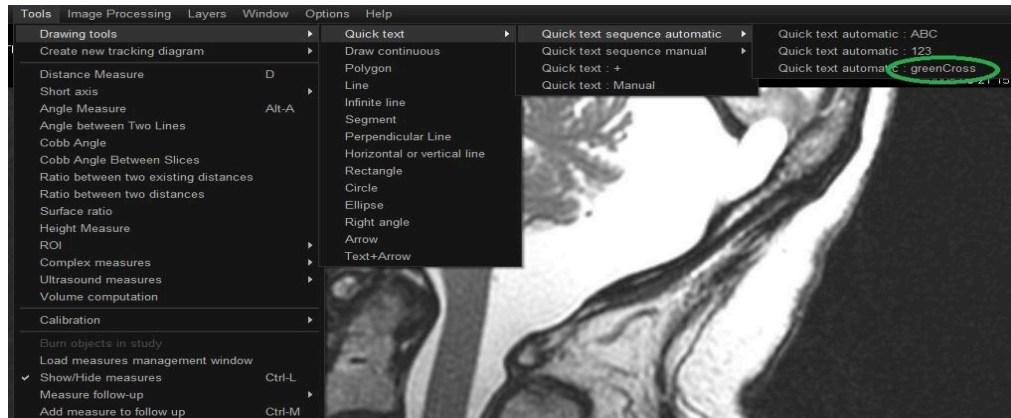 Tools Image Processing Layers Window Options Help
Drawing tools
Create new tracking diagram
Distance Measure D
Short axis
Angle Measure Alt-A
Angle between Two Lines
Cobb Angle
Cobb Angle Between Slices
Ratio between two existing distances
Ratio between two distances
Surface ratio
Height Measure
ROI
Complex measures
Ultrasound measures
Volume computation
Calibration
Burn objects in study
Load measures management window
Show/Hide measures Ctrl-L
Measure follow-up
Add measure to follow up Ctrl-M
Quick text
Draw continuous
Polygon
Line
Infinite line
Segment
Perpendicular Line
Horizontal or vertical line
Rectangle
Circle
Ellipse
Right angle
Arrow
Text+Arrow
Quick text sequence automatic
Quick text sequence manual
Quick text : +
Quick text : Manual
Quick text automatic : ABC
Quick text automatic : 123
Quick text automatic : greenCross